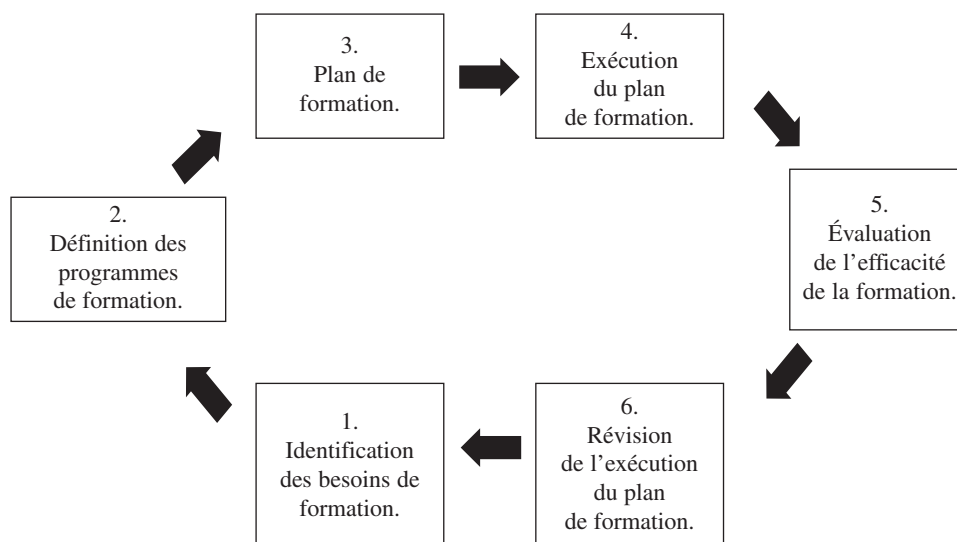 3.
Plan de
formation.
4.
Exécution
du plan
de formation.
2.
Définition des
programmes
de formation.
5.
Évaluation
de l’efficacité
de la formation.
1.
Identification
des besoins de
formation.
6.
Révision
de l’exécution
du plan
de formation.